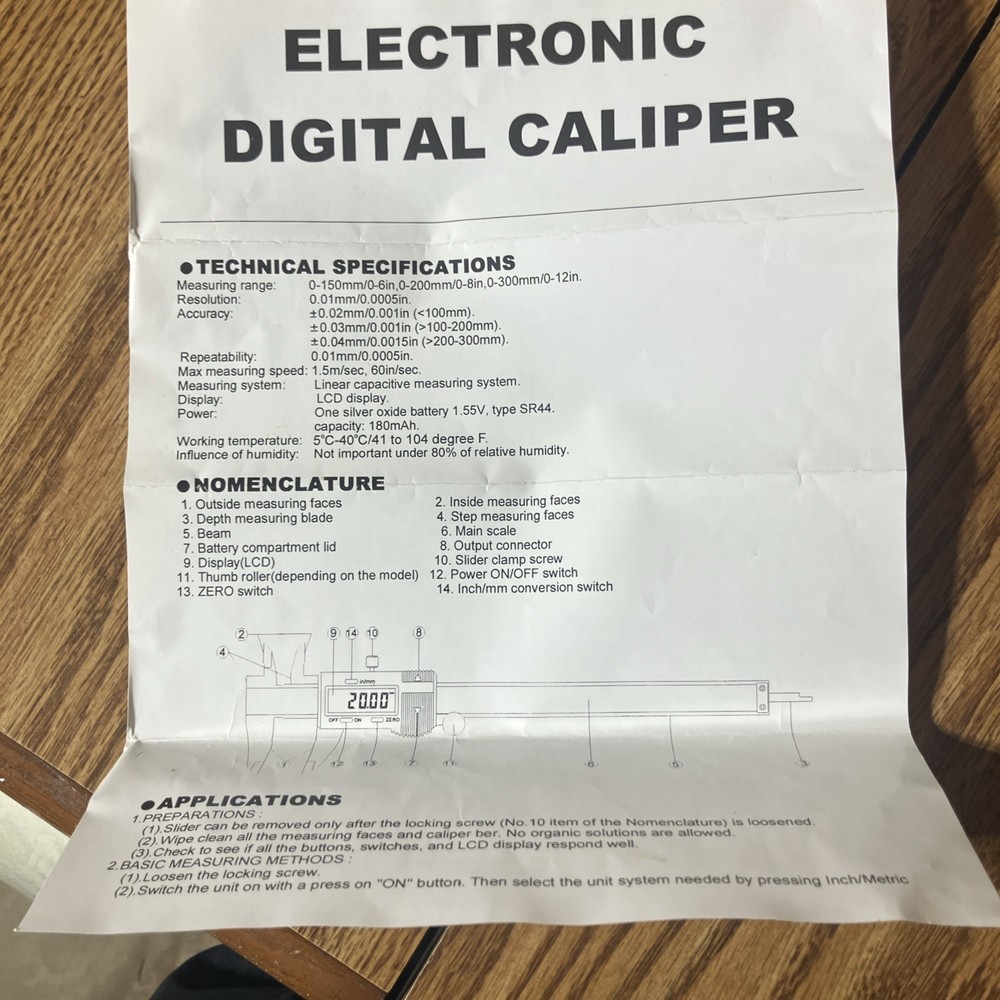 ELECTRONIC
DIGITAL CALIPER
●TECHNICAL SPECIFICATIONS
Measuring range: 0-150mm/0-6in,0-200mm/0-8in,0-300mm/0-12in.
Resolution: 0.01mm/0.0005in.
Accuracy: ±0.02mm/0.001in (<100mm).
±0.03mm/0.001in (>100-200mm).
±0.04mm/0.0015in (>200-300mm).
Repeatability: 0.01mm/0.0005in.
Max measuring speed: 1.5m/sec, 60in/sec.
Measuring system: Linear capacitive measuring system.
Display: LCD display.
Power: One silver oxide battery 1.55V, type SR44.
capacity: 180mAh.
Working temperature: 5°C-40°C/41 to 104 degree F.
Influence of humidity: Not important under 80% of relative humidity.
●NOMENCLATURE
1. Outside measuring faces 2. Inside measuring faces
3. Depth measuring blade 4. Step measuring faces
5. Beam 6. Main scale
7. Battery compartment lid 8. Output connector
9. Display(LCD) 10. Slider clamp screw
11. Thumb roller(depending on the model) 12. Power ON/OFF switch
13. ZERO switch 14. Inch/mm conversion switch
2 9 14 10 8
4
in/mm
20.00
OFF ON ZERO
1 12 13 7 11 6 5 3
●APPLICATIONS
1.PREPARATIONS :
(1).Slider can be removed only after the locking screw (No.10 item of the Nomenclature) is loosened.
(2).Wipe clean all the measuring faces and caliper ber. No organic solutions are allowed.
(3).Check to see if all the buttons, switches, and LCD display respond well.
2.BASIC MEASURING METHODS :
(1).Loosen the locking screw.
(2).Switch the unit on with a press on "ON" button. Then select the unit system needed by pressing Inch/Metric